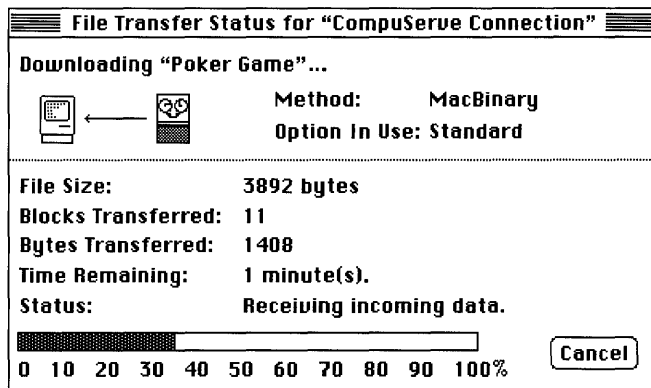 File Transfer Status for “CompuServe Connection”
Downloading “Poker Game”...
Method: MacBinary
Option In Use: Standard
File Size: 3892 bytes
Blocks Transferred: 11
Bytes Transferred: 1408
Time Remaining: 1 minute(s).
Status: Receiving incoming data.
Cancel
0 10 20 30 40 50 60 70 80 90 100%